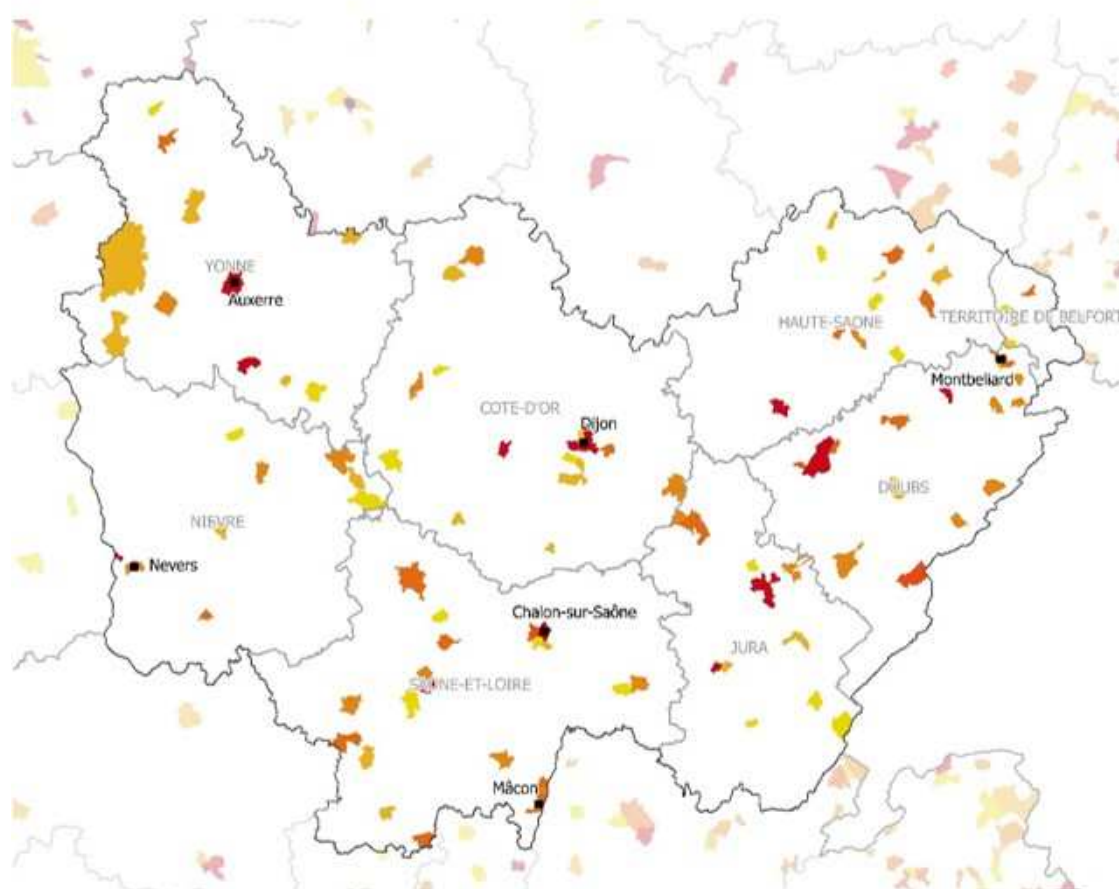 YONNE
Auxerre
HAUTE-SAONE
TERRITOIRE DE BELFORT
Montbeliard
COTE-D'OR
Dijon
DOUBS
NIEVRE
Nevers
Chalon-sur-Saône
JURA
SAONE-ET-LOIRE
Mâcon